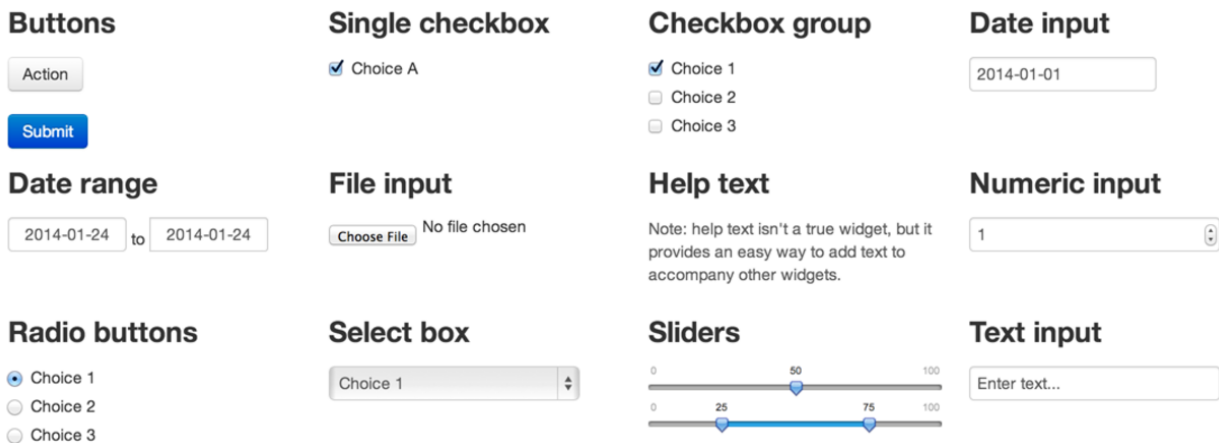 Buttons
Action
Submit
Single checkbox
Choice A
Checkbox group
Choice 1
Choice 2
Choice 3
Date input
2014-01-01
Date range
2014-01-24 to 2014-01-24
File input
Choose File No file chosen
Help text
Note: help text isn't a true widget, but it
provides an easy way to add text to
accompany other widgets.
Numeric input
1
Radio buttons
Choice 1
Choice 2
Choice 3
Select box
Choice 1
Sliders
0 50 100
0 25 75 100
Text input
Enter text...